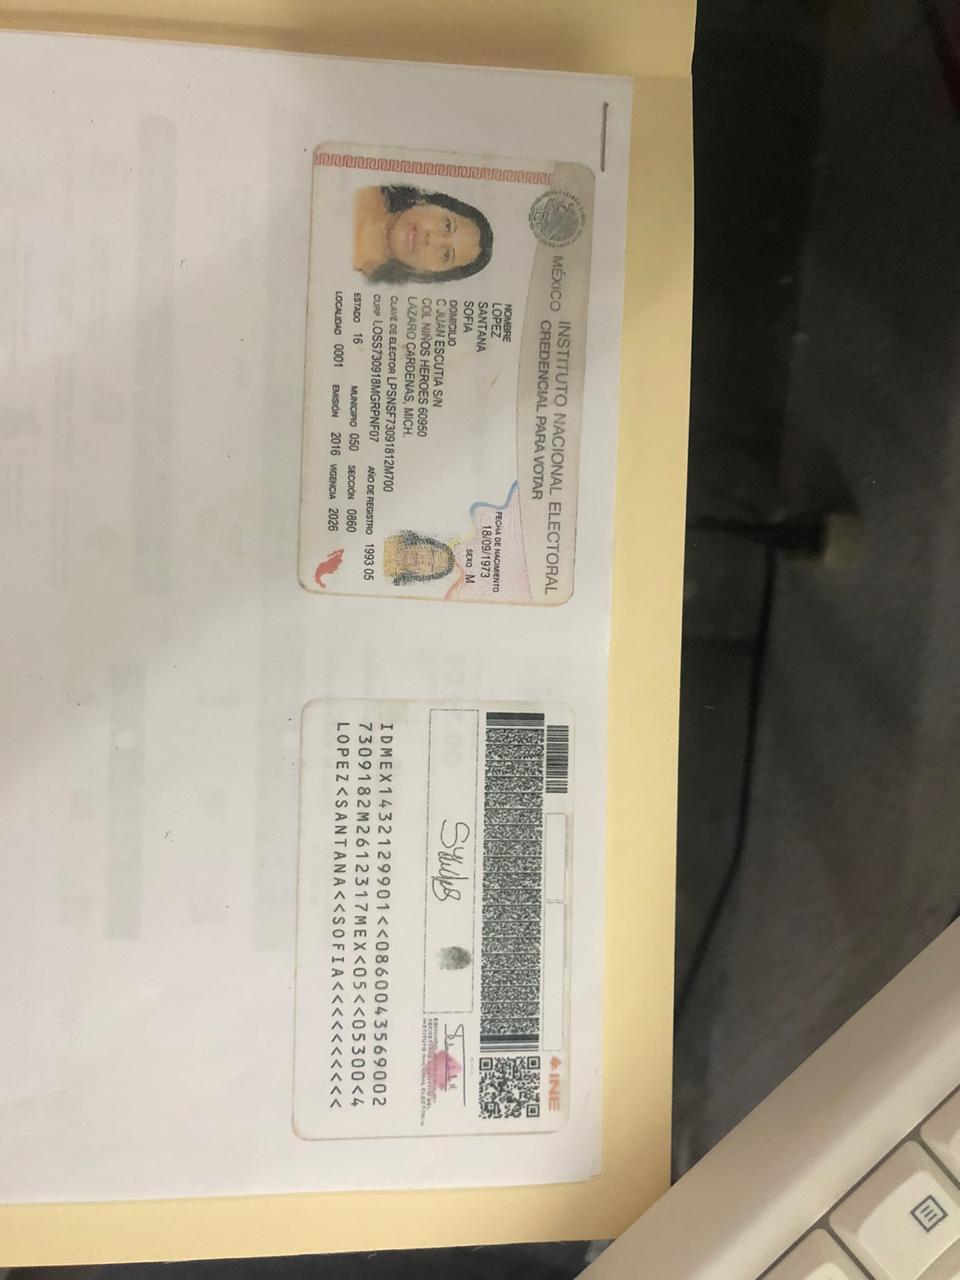 MÉXICO INSTITUTO NACIONAL ELECTORAL
CREDENCIAL PARA VOTAR
NOMBRE
LOPEZ
SANTANA
SOFIA
FECHA DE NACIMIENTO
18/09/1973
SEXO M
DOMICILIO
C JUAN ESCUTIA S/N
COL NIÑOS HEROES 60950
LAZARO CARDENAS, MICH.
CLAVE DE ELECTOR LPSNSF73091812M700
CURP LOSS730918MGRPNF07 AÑO DE REGISTRO 1993 05
ESTADO 16 MUNICIPIO 050 SECCIÓN 0860
LOCALIDAD 0001 EMISIÓN 2016 VIGENCIA 2026
INE
INSTITUTO NACIONAL ELECTORAL
IDMEX1432129901<<0860043569002
7309182M2612317MEX<05<<05300<4
LOPEZ<SANTANA<<SOFIA<<<<<<<<<<